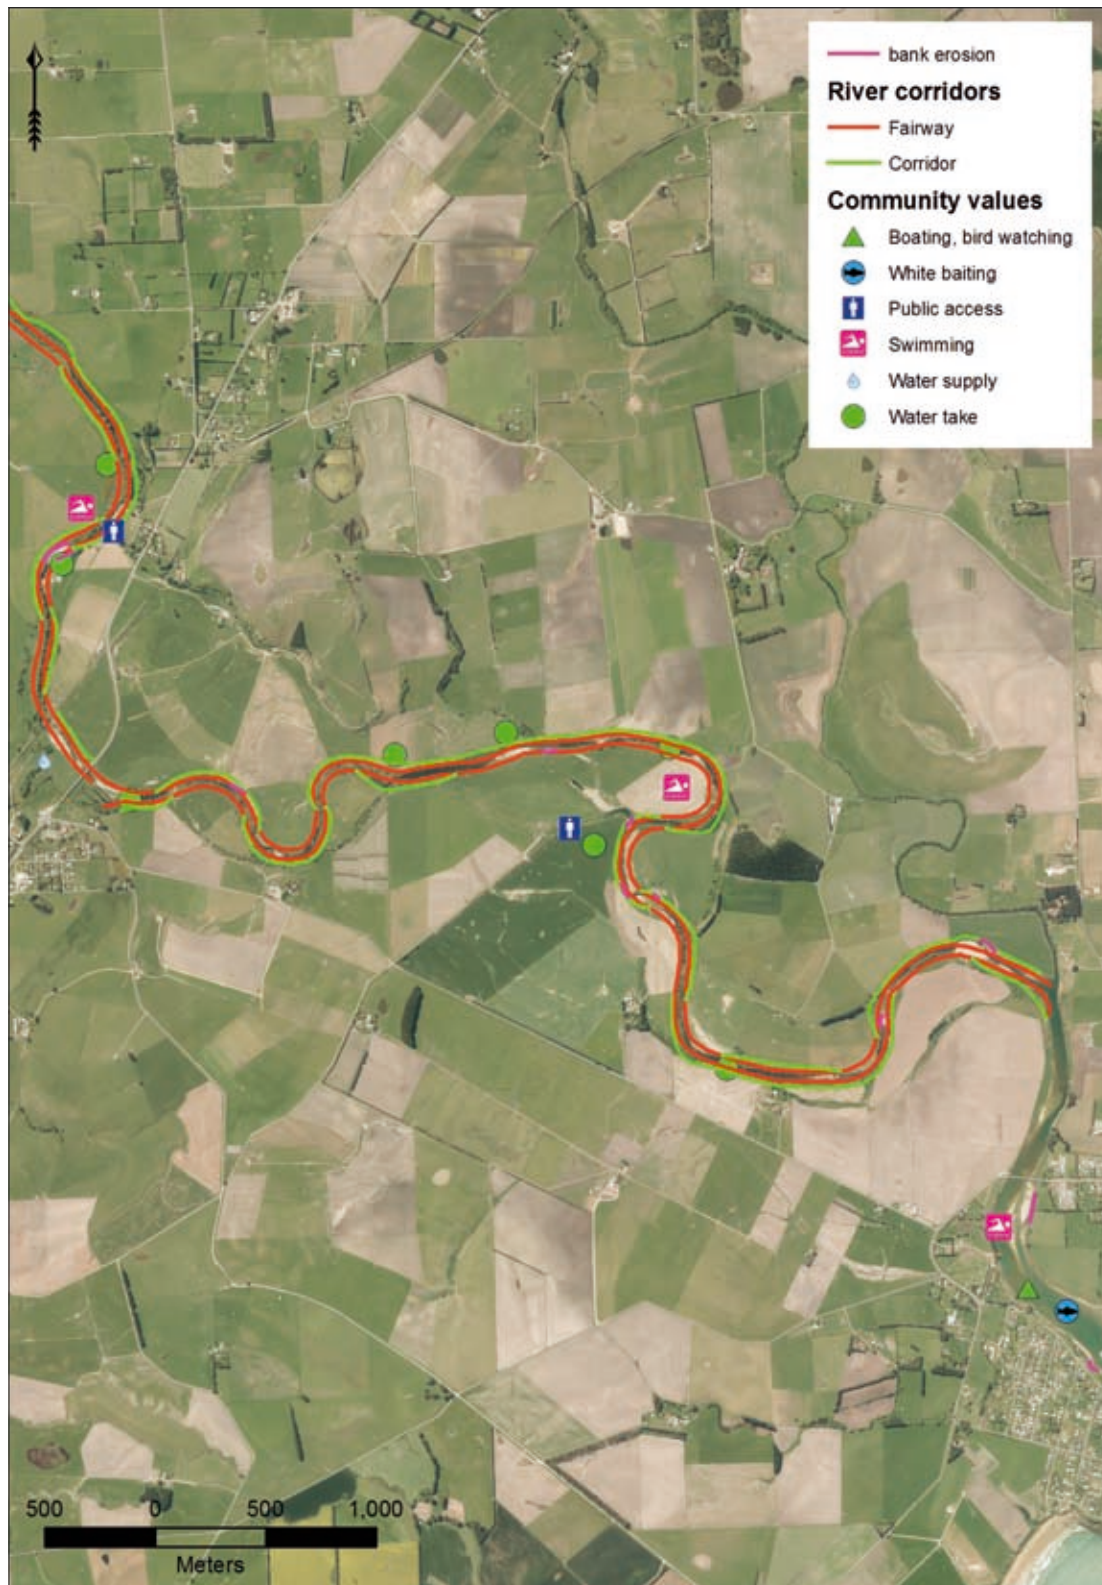 bank erosion
River corridors
Fairway
Corridor
Community values
Boating, bird watching
White baiting
Public access
Swimming
Water supply
Water take
500 0 500 1,000
Meters